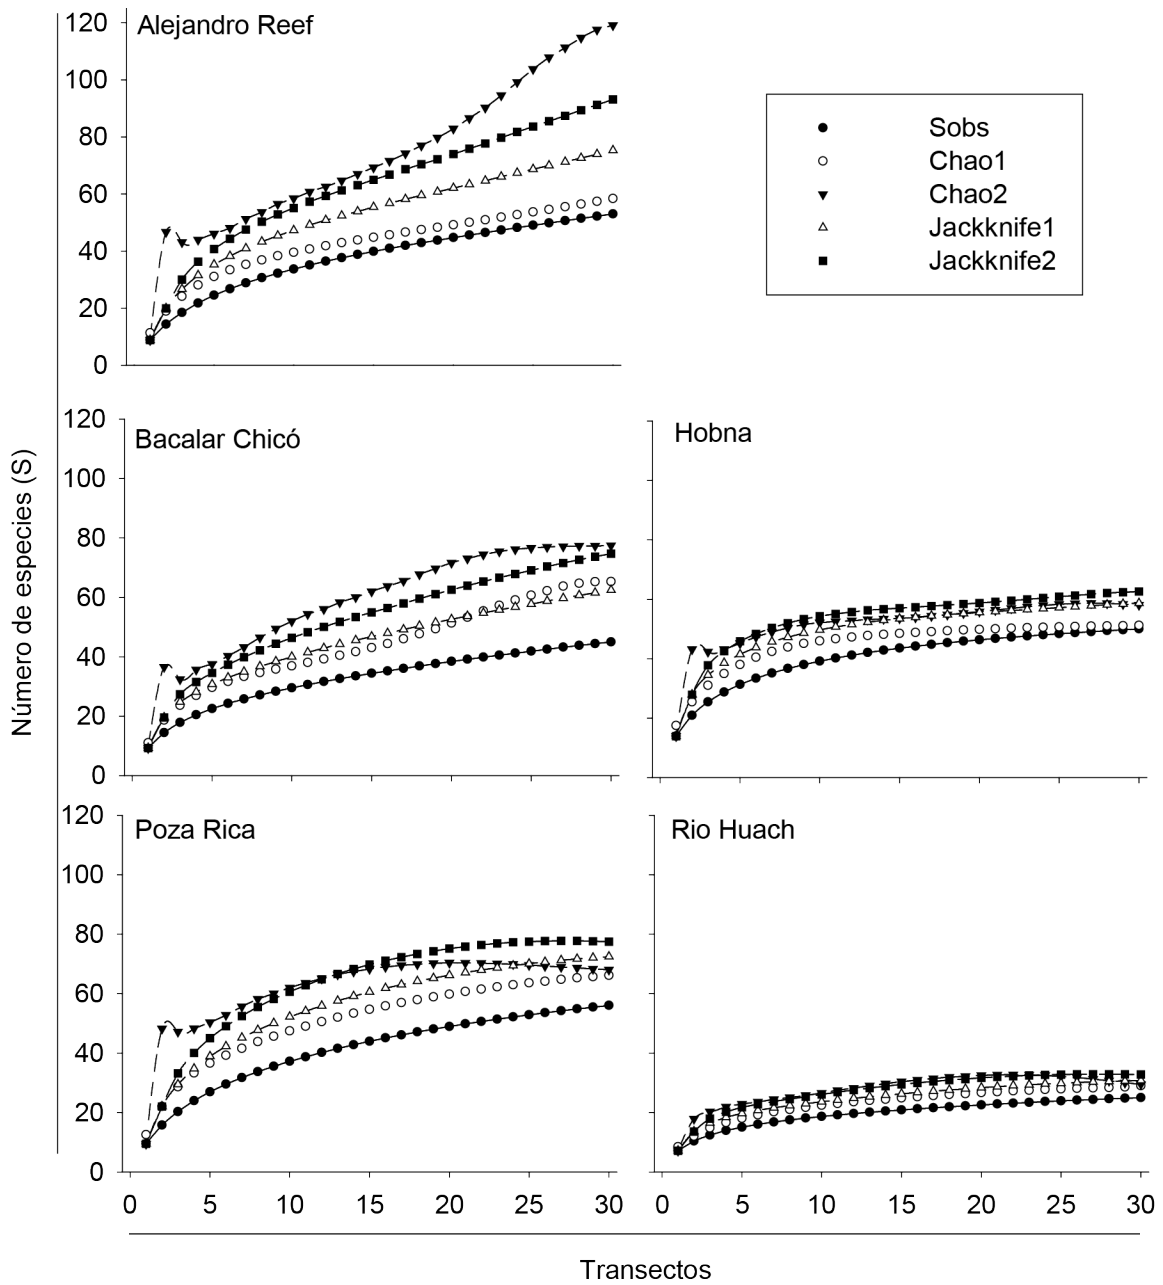 Alejandro Reef
120
100
80
60
40
20
0
Sobs
Chao1
Chao2
Jackknife1
Jackknife2
Número de especies (S)
Bacalar Chicó
120
100
80
60
40
20
0
Hobna
Poza Rica
120
100
80
60
40
20
0
0 5 10 15 20 25 30
Rio Huach
0 5 10 15 20 25 30
Transectos